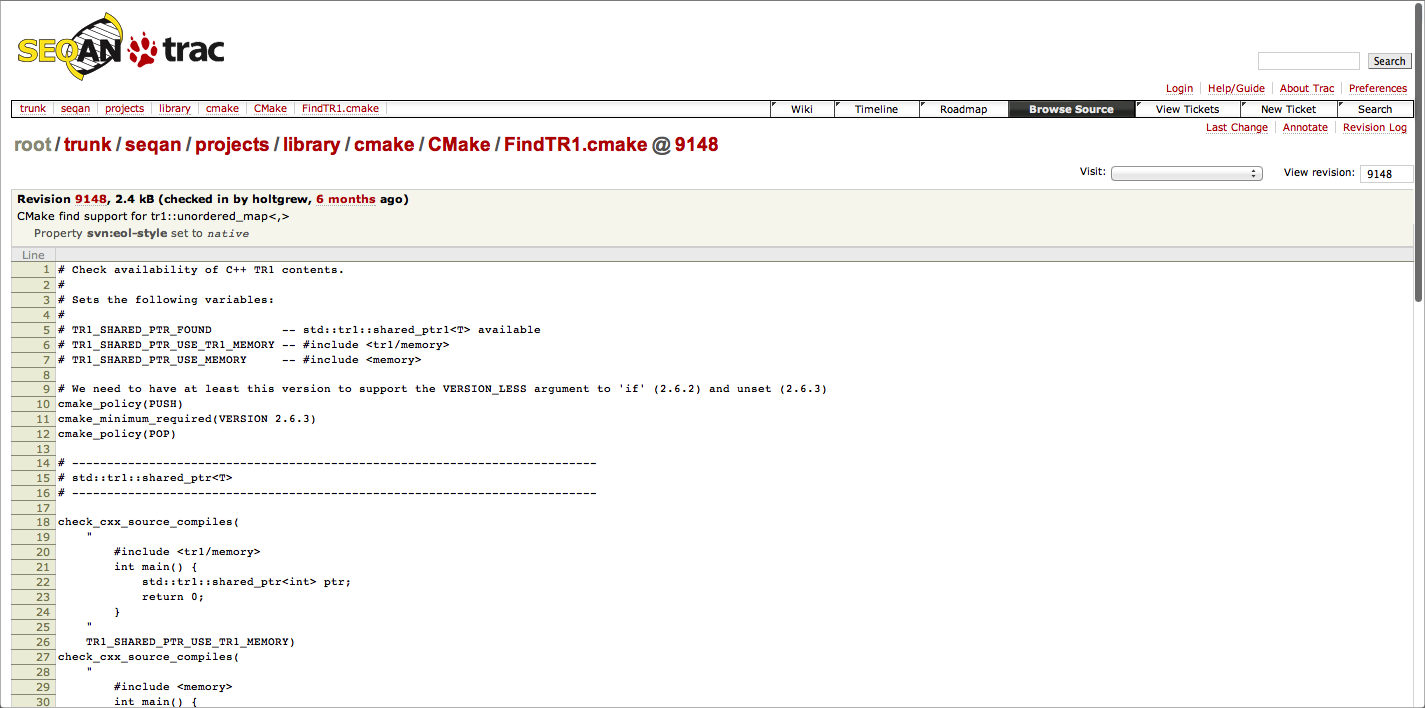 SEQAN trac
Search
Login Help/Guide About Trac Preferences
trunk seqan projects library cmake CMake FindTR1.cmake Wiki Timeline Roadmap Browse Source View Tickets New Ticket Search
Last Change Annotate Revision Log
root / trunk / seqan / projects / library / cmake / CMake / FindTR1.cmake @ 9148
Visit: View revision: 9148
Revision 9148, 2.4 kB (checked in by holtgrew, 6 months ago)
CMake find support for tr1::unordered_map<,>
Property svn:eol-style set to native
Line
1 # Check availability of C++ TR1 contents.
2 #
3 # Sets the following variables:
4 #
5 # TR1_SHARED_PTR_FOUND -- std::tr1::shared_ptr1<T> available
6 # TR1_SHARED_PTR_USE_TR1_MEMORY -- #include <tr1/memory>
7 # TR1_SHARED_PTR_USE_MEMORY -- #include <memory>
8
9 # We need to have at least this version to support the VERSION_LESS argument to 'if' (2.6.2) and unset (2.6.3)
10 cmake_policy(PUSH)
11 cmake_minimum_required(VERSION 2.6.3)
12 cmake_policy(POP)
13
14 # ---------------------------------------------------------------------------
15 # std::tr1::shared_ptr<T>
16 # ---------------------------------------------------------------------------
17
18 check_cxx_source_compiles(
19 "
20 #include <tr1/memory>
21 int main() {
22 std::tr1::shared_ptr<int> ptr;
23 return 0;
24 }
25 "
26 TR1_SHARED_PTR_USE_TR1_MEMORY)
27 check_cxx_source_compiles(
28 "
29 #include <memory>
30 int main() {